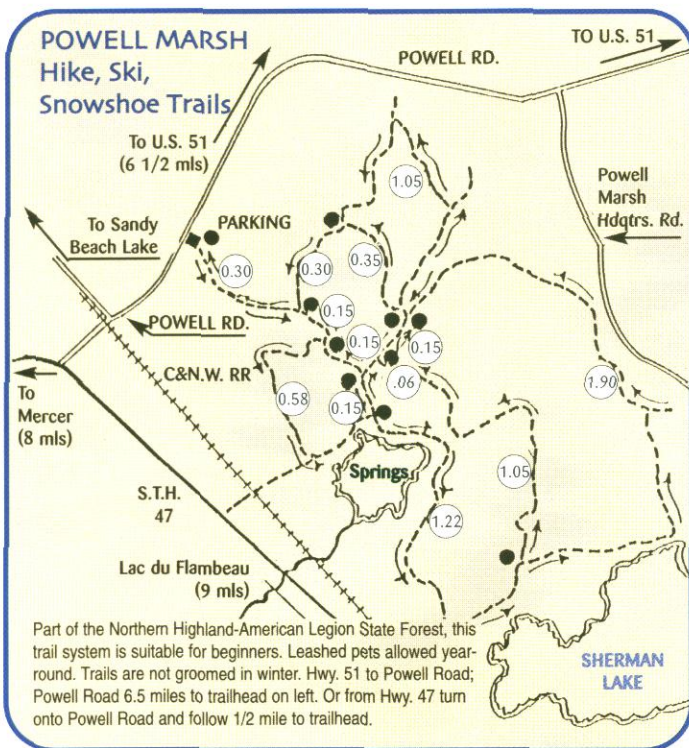 POWELL MARSH
Hike, Ski,
Snowshoe Trails
TO U.S. 51
POWELL RD.
To U.S. 51
(6 1/2 mls)
1.05
Powell
Marsh
Hdqtrs. Rd.
To Sandy
Beach Lake
PARKING
0.30
0.30
0.35
0.15
POWELL RD.
0.15
0.15
C&N.W. RR
.06
1.90
To
Mercer
(8 mls)
0.58
0.15
Springs
1.05
S.T.H.
47
1.22
Lac du Flambeau
(9 mls)
Part of the Northern Highland-American Legion State Forest, this
trail system is suitable for beginners. Leashed pets allowed year-
round. Trails are not groomed in winter. Hwy. 51 to Powell Road;
Powell Road 6.5 miles to trailhead on left. Or from Hwy. 47 turn
onto Powell Road and follow 1/2 mile to trailhead.
SHERMAN
LAKE